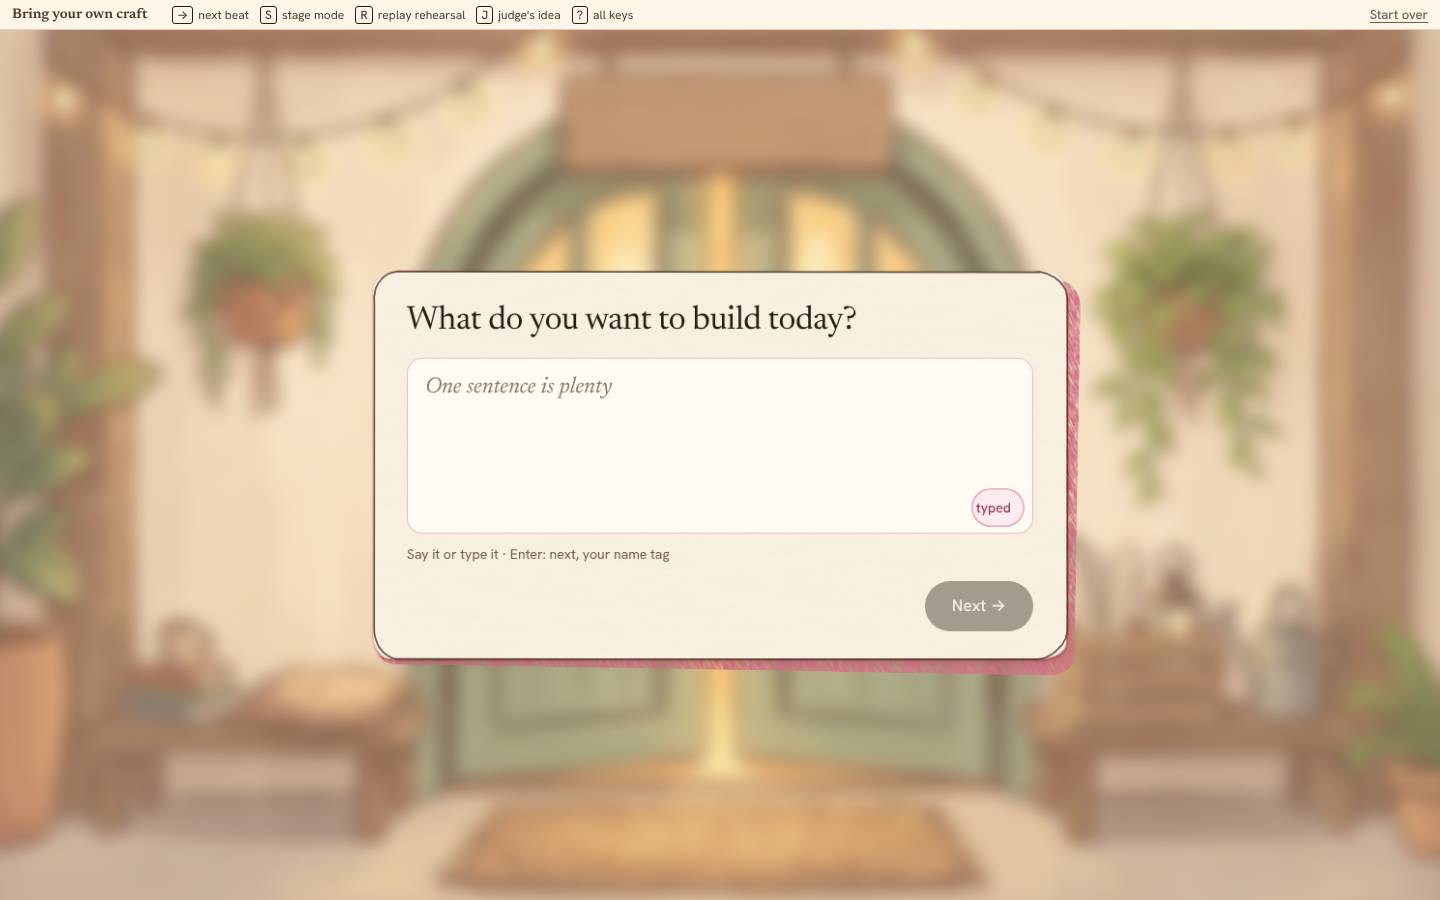 Bring your own craft → next beat S stage mode R replay rehearsal J judge's idea ? all keys Start over
What do you want to build today?
One sentence is plenty
typed
Say it or type it · Enter: next, your name tag
Next →